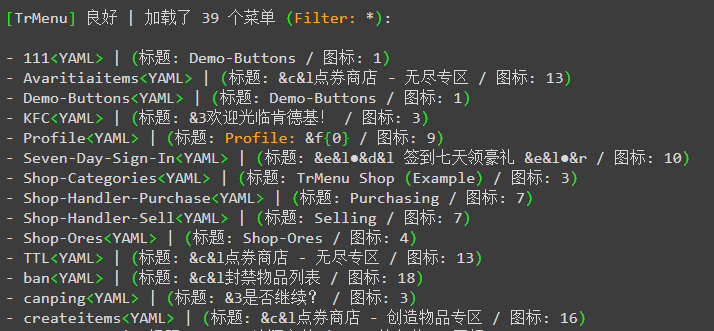 [TrMenu] 良好 | 加载了 39 个菜单 (Filter: *):
- 111<YAML> | (标题: Demo-Buttons / 图标: 1)
- Avaritiaitems<YAML> | (标题: &c&l点券商店 - 无尽专区 / 图标: 13)
- Demo-Buttons<YAML> | (标题: Demo-Buttons / 图标: 1)
- KFC<YAML> | (标题: &3欢迎光临肯德基! / 图标: 3)
- Profile<YAML> | (标题: Profile: &f{0} / 图标: 9)
- Seven-Day-Sign-In<YAML> | (标题: &e&l●&d&l 签到七天领豪礼 &e&l●&r / 图标: 10)
- Shop-Categories<YAML> | (标题: TrMenu Shop (Example) / 图标: 3)
- Shop-Handler-Purchase<YAML> | (标题: Purchasing / 图标: 7)
- Shop-Handler-Sell<YAML> | (标题: Selling / 图标: 7)
- Shop-Ores<YAML> | (标题: Shop-Ores / 图标: 4)
- TTL<YAML> | (标题: &c&l点券商店 - 无尽专区 / 图标: 13)
- ban<YAML> | (标题: &c&l封禁物品列表 / 图标: 18)
- canping<YAML> | (标题: &3是否继续? / 图标: 3)
- createitems<YAML> | (标题: &c&l点券商店 - 创造物品专区 / 图标: 16)